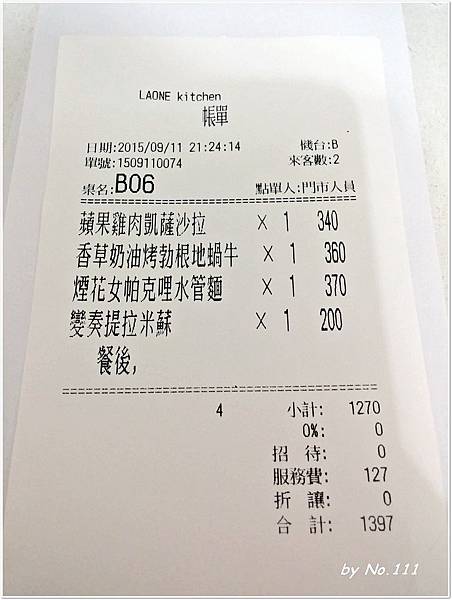 LAONE kitchen
帳單
日期:2015/09/11 21:24:14 機台:B
單號:1509110074 來客數:2
桌名:B06 點單人:門市人員
==================================================
蘋果雞肉凱薩沙拉 × 1 340
香草奶油烤勃根地蝸牛 × 1 360
煙花女帕克哩水管麵 × 1 370
變奏提拉米蘇 × 1 200
餐後,
==================================================
4 小計: 1270
0%: 0
招 待: 0
服務費: 127
折 讓: 0
合 計: 1397
by No.111